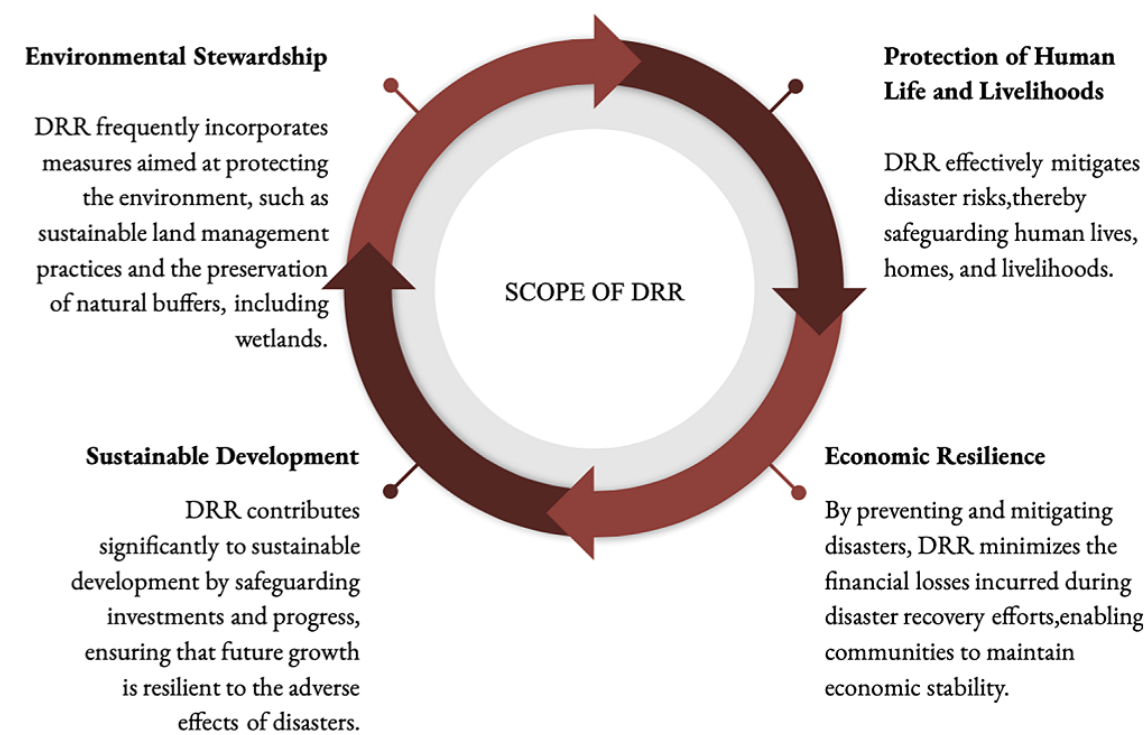 Environmental Stewardship
DRR frequently incorporates
measures aimed at protecting
the environment, such as
sustainable land management
practices and the preservation
of natural buffers, including
wetlands.
Protection of Human
Life and Livelihoods
DRR effectively mitigates
disaster risks,thereby
safeguarding human lives,
homes, and livelihoods.
SCOPE OF DRR
Sustainable Development
DRR contributes
significantly to sustainable
development by safeguarding
investments and progress,
ensuring that future growth
is resilient to the adverse
effects of disasters.
Economic Resilience
By preventing and mitigating
disasters, DRR minimizes the
financial losses incurred during
disaster recovery efforts,enabling
communities to maintain
economic stability.